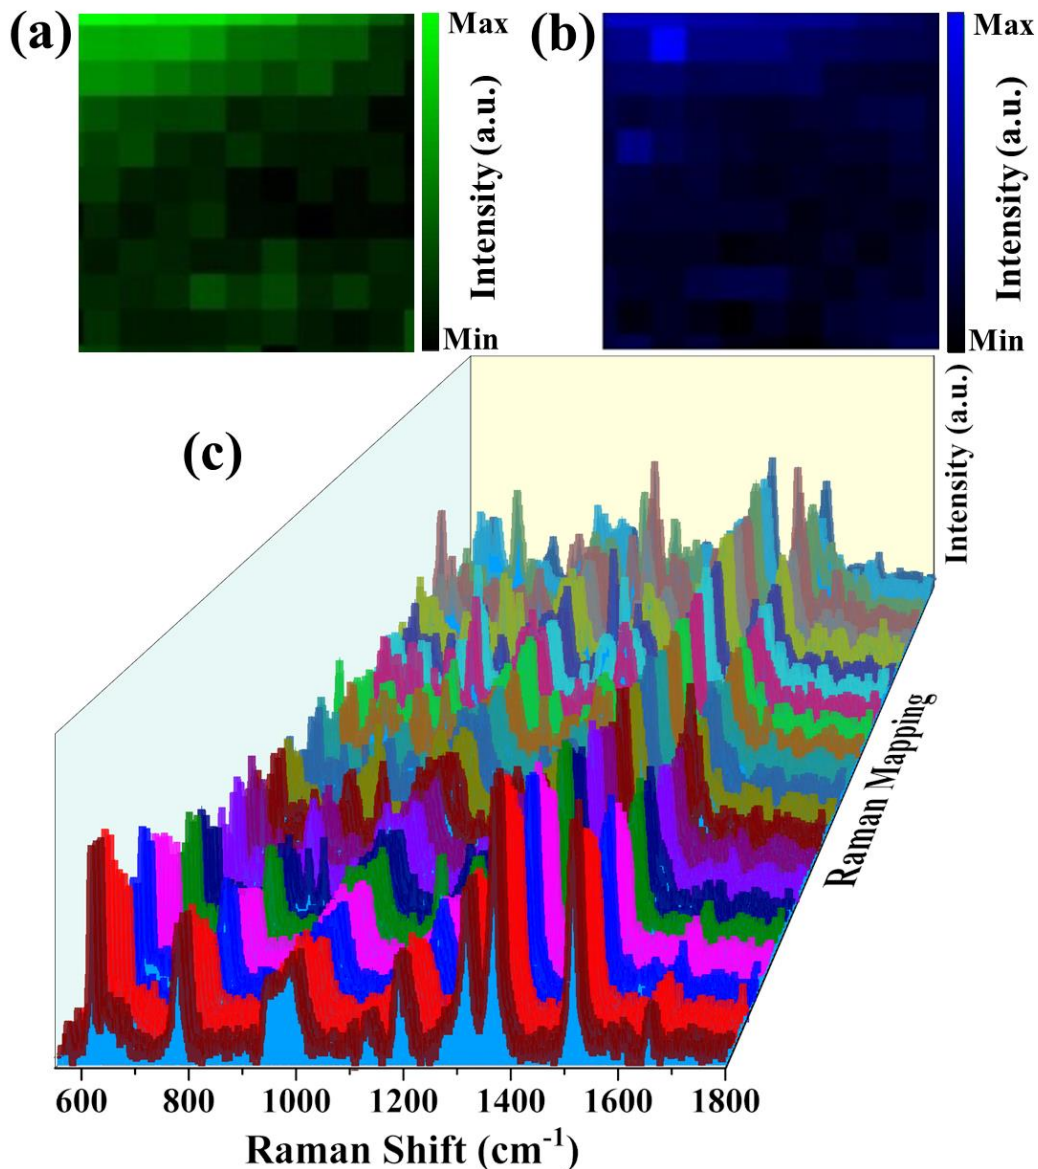 (a)
Max
Intensity (a.u.)
Min
(b)
Max
Intensity (a.u.)
Min
(c)
Intensity (a.u.)
Raman Mapping
600 800 1000 1200 1400 1600 1800
Raman Shift (cm⁻¹)